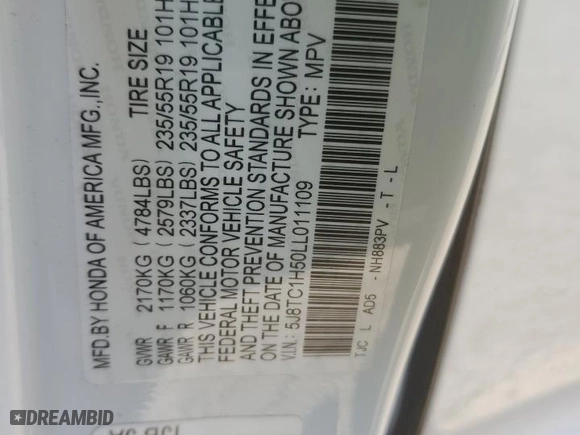 MFD.BY HONDA OF AMERICA MFG.,INC.
GVWR 2170KG ( 4784LBS) TIRE SIZE
GAWR F 1170KG ( 2579LBS) 235/55R19 101H
GAWR R 1060KG ( 2337LBS) 235/55R19 101H
THIS VEHICLE CONFORMS TO ALL APPLICABLE
FEDERAL MOTOR VEHICLE SAFETY
AND THEFT PREVENTION STANDARDS IN EFFE
ON THE DATE OF MANUFACTURE SHOWN ABO
V.I.N.: 5J8TC1H50LL011109 TYPE: MPV
TJC L AD5 -NH883PV - T - L
DREAMBID